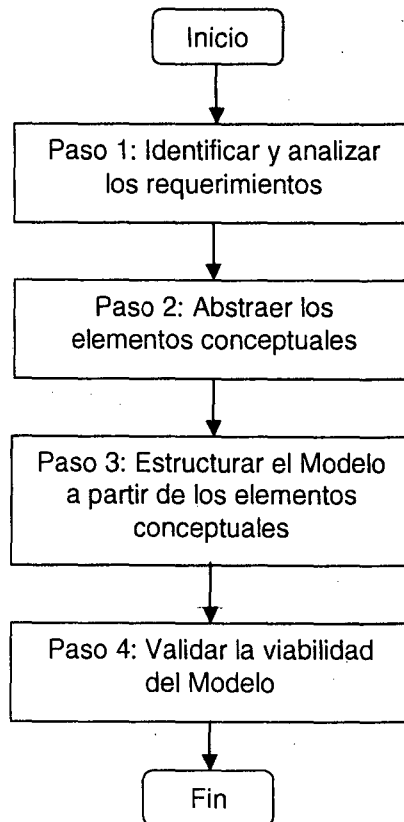 Inicio
Paso 1: Identificar y analizar
los requerimientos
Paso 2: Abstraer los
elementos conceptuales
Paso 3: Estructurar el Modelo
a partir de los elementos
conceptuales
Paso 4: Validar la viabilidad
del Modelo
Fin